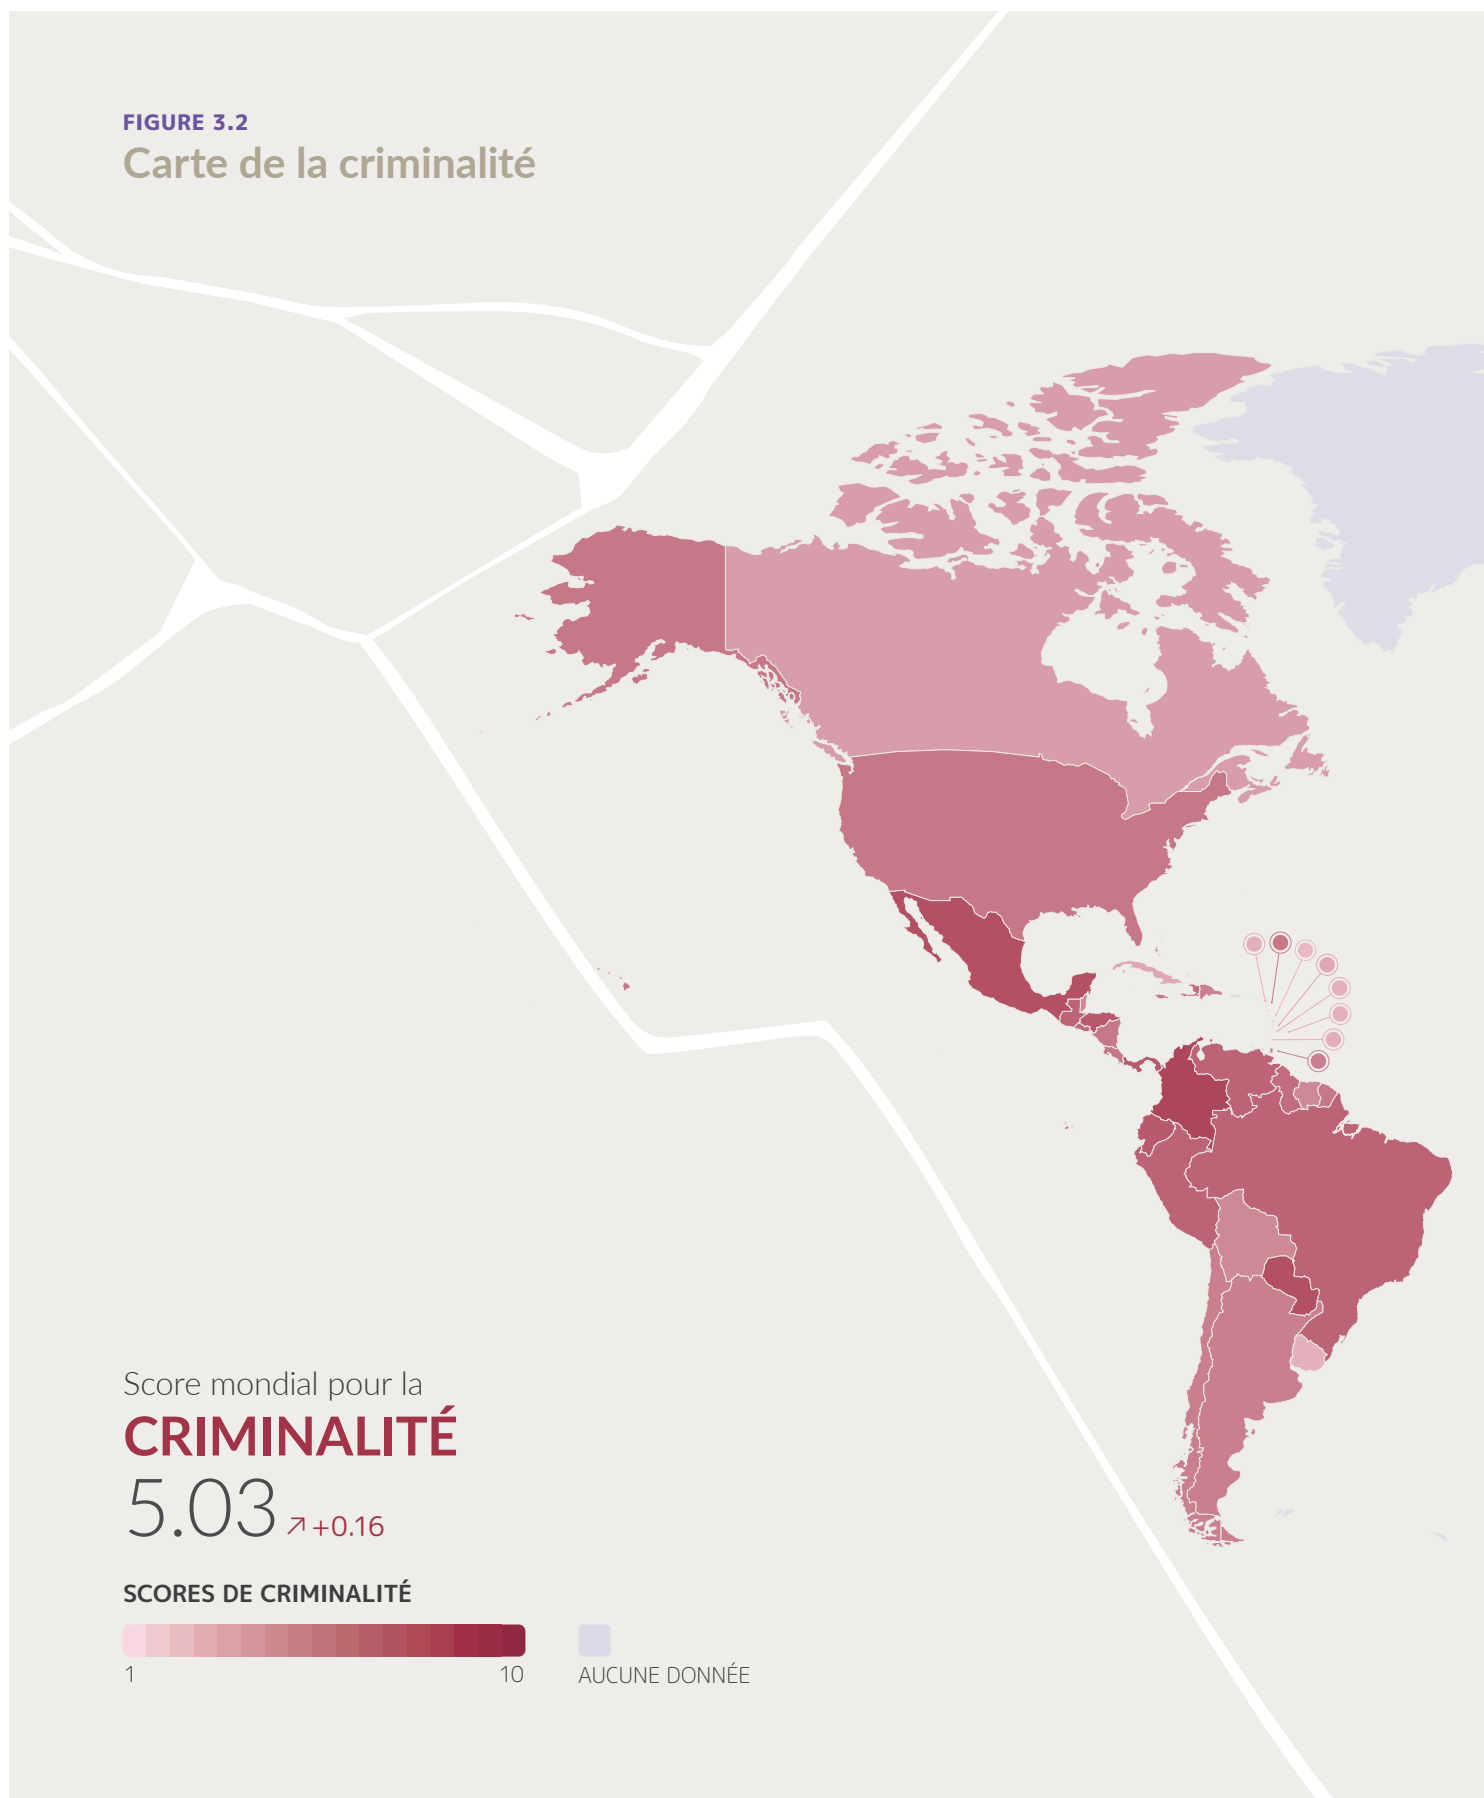 FIGURE 3.2
Carte de la criminalité
Score mondial pour la
CRIMINALITÉ
5.03 ↗+0.16
SCORES DE CRIMINALITÉ
1 10
AUCUNE DONNÉE